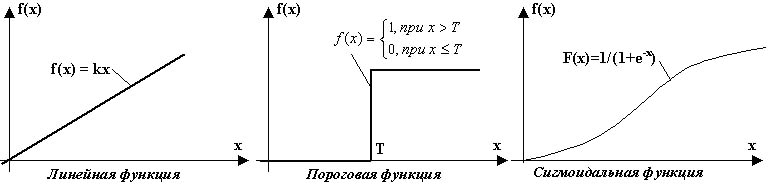 f(x)
f(x) = kx
x
Линейная функция
f(x)
f(x) = {1, при x > T
0, при x ≤ T
T
x
Пороговая функция
f(x)
F(x)=1/(1+e⁻ˣ)
x
Сигмоидальная функция